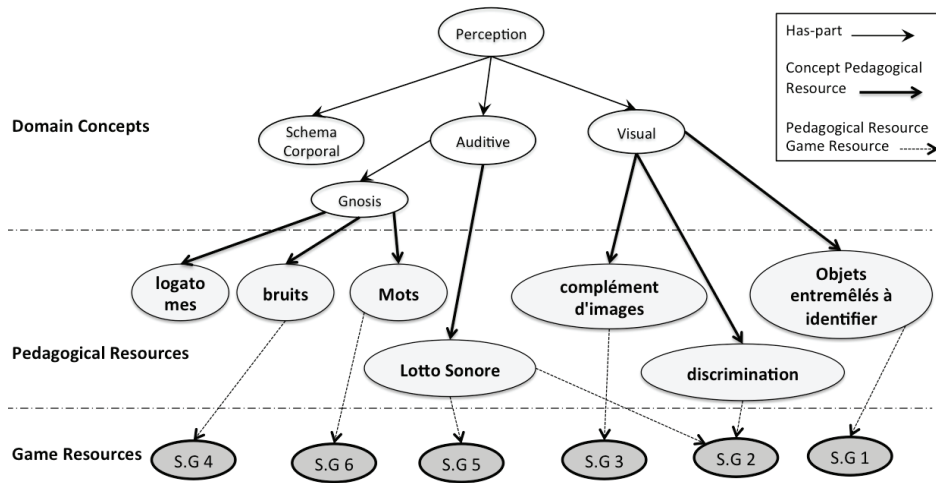 Perception
Has-part
Concept Pedagogical
Resource
Pedagogical Resource
Game Resource
Domain Concepts
Schema
Corporal
Auditive
Visual
Gnosis
logato
mes
bruits
Mots
complément
d'images
Objets
entremêlés à
identifier
Pedagogical Resources
Lotto Sonore
discrimination
Game Resources
S.G 4
S.G 6
S.G 5
S.G 3
S.G 2
S.G 1